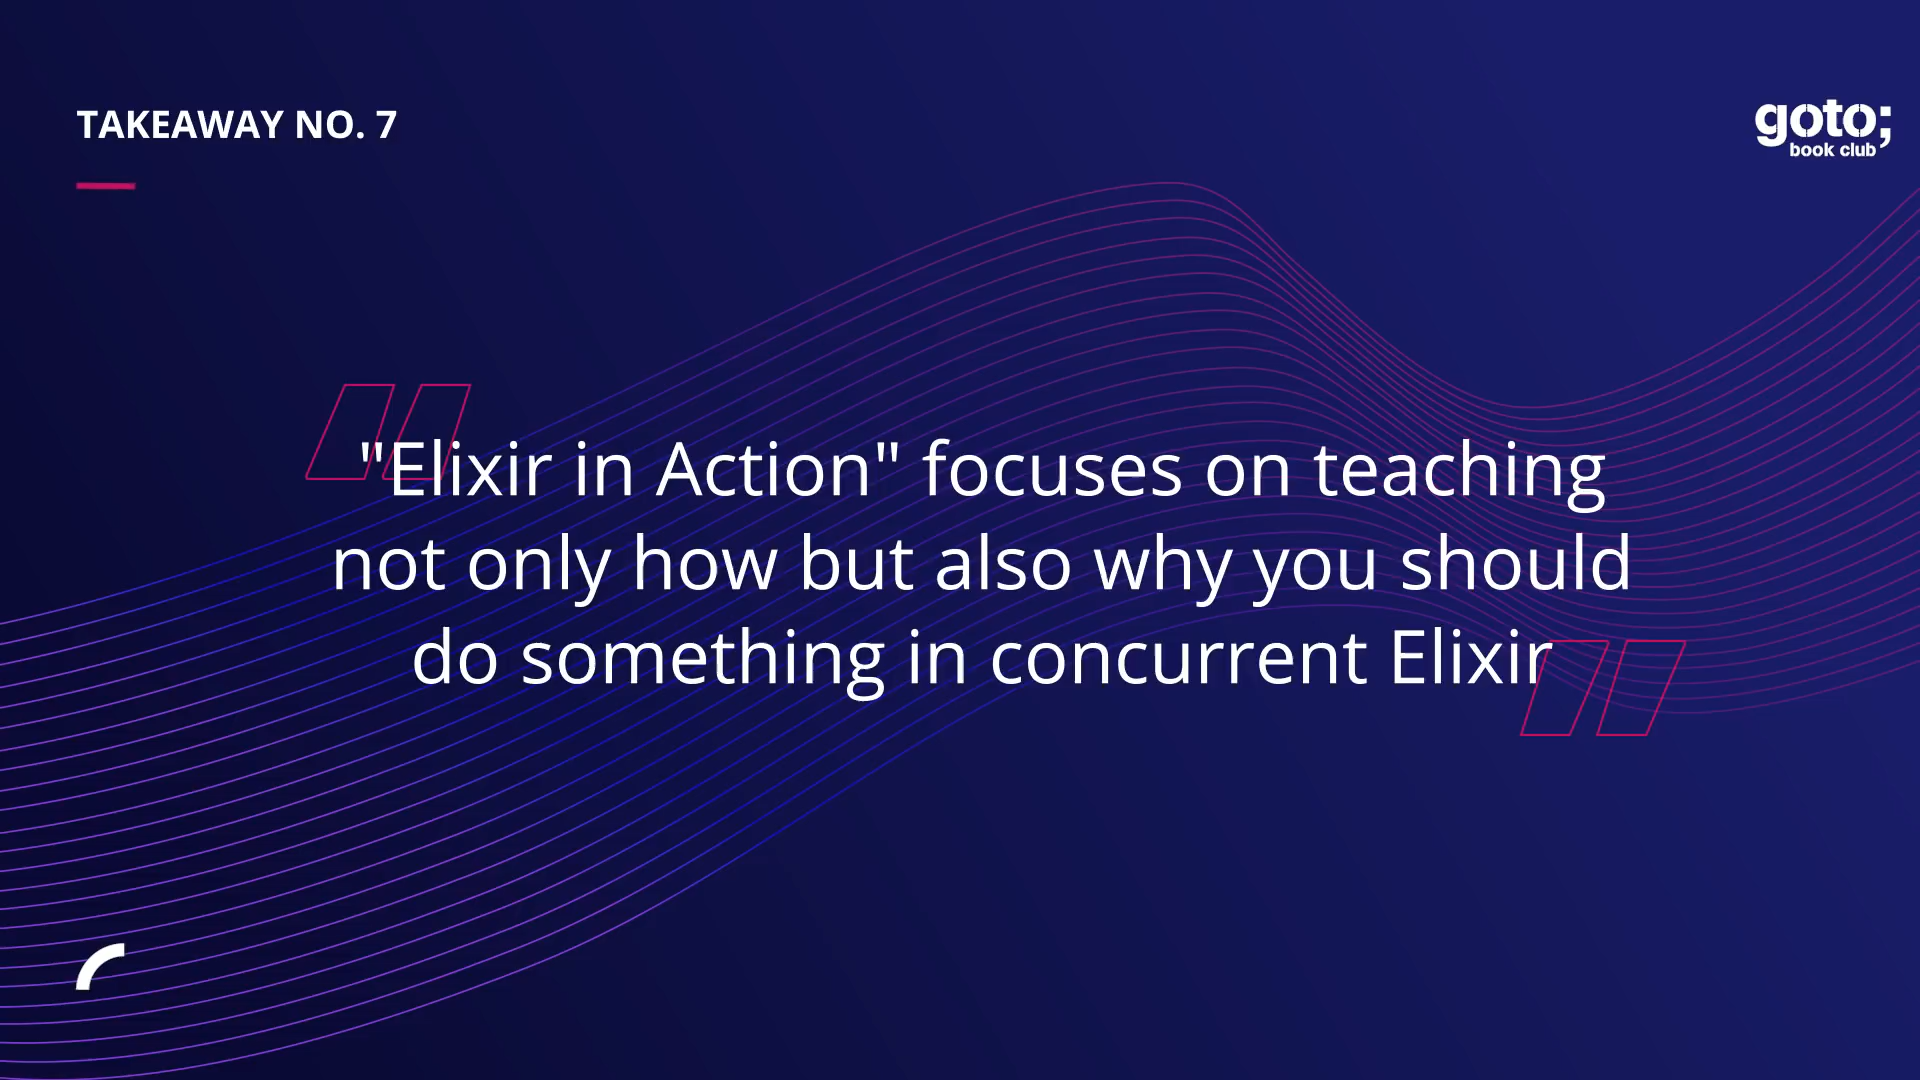 TAKEAWAY NO. 7
goto;
book club
"Elixir in Action" focuses on teaching
not only how but also why you should
do something in concurrent Elixir